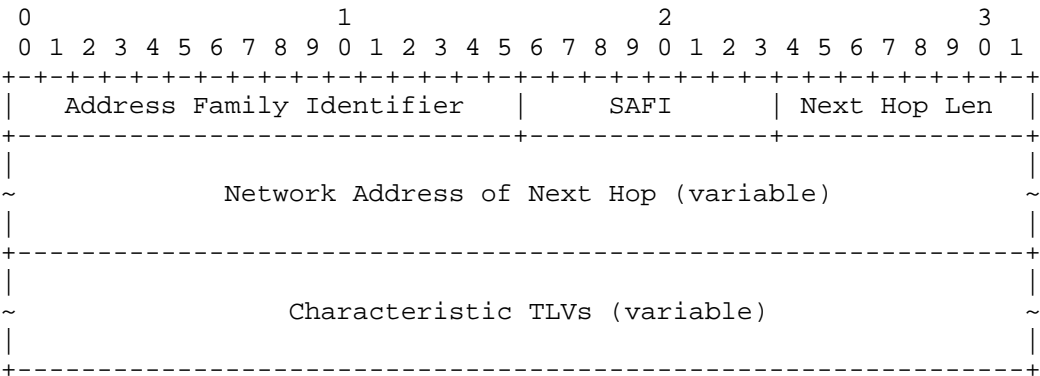 0                   1                   2                   3
 0 1 2 3 4 5 6 7 8 9 0 1 2 3 4 5 6 7 8 9 0 1 2 3 4 5 6 7 8 9 0 1
+-+-+-+-+-+-+-+-+-+-+-+-+-+-+-+-+-+-+-+-+-+-+-+-+-+-+-+-+-+-+-+-+
|   Address Family Identifier   |     SAFI      | Next Hop Len  |
+-------------------------------+---------------+---------------+
|                                                               |
~             Network Address of Next Hop (variable)            ~
|                                                               |
+---------------------------------------------------------------+
|                                                               |
~                 Characteristic TLVs (variable)                ~
|                                                               |
+---------------------------------------------------------------+